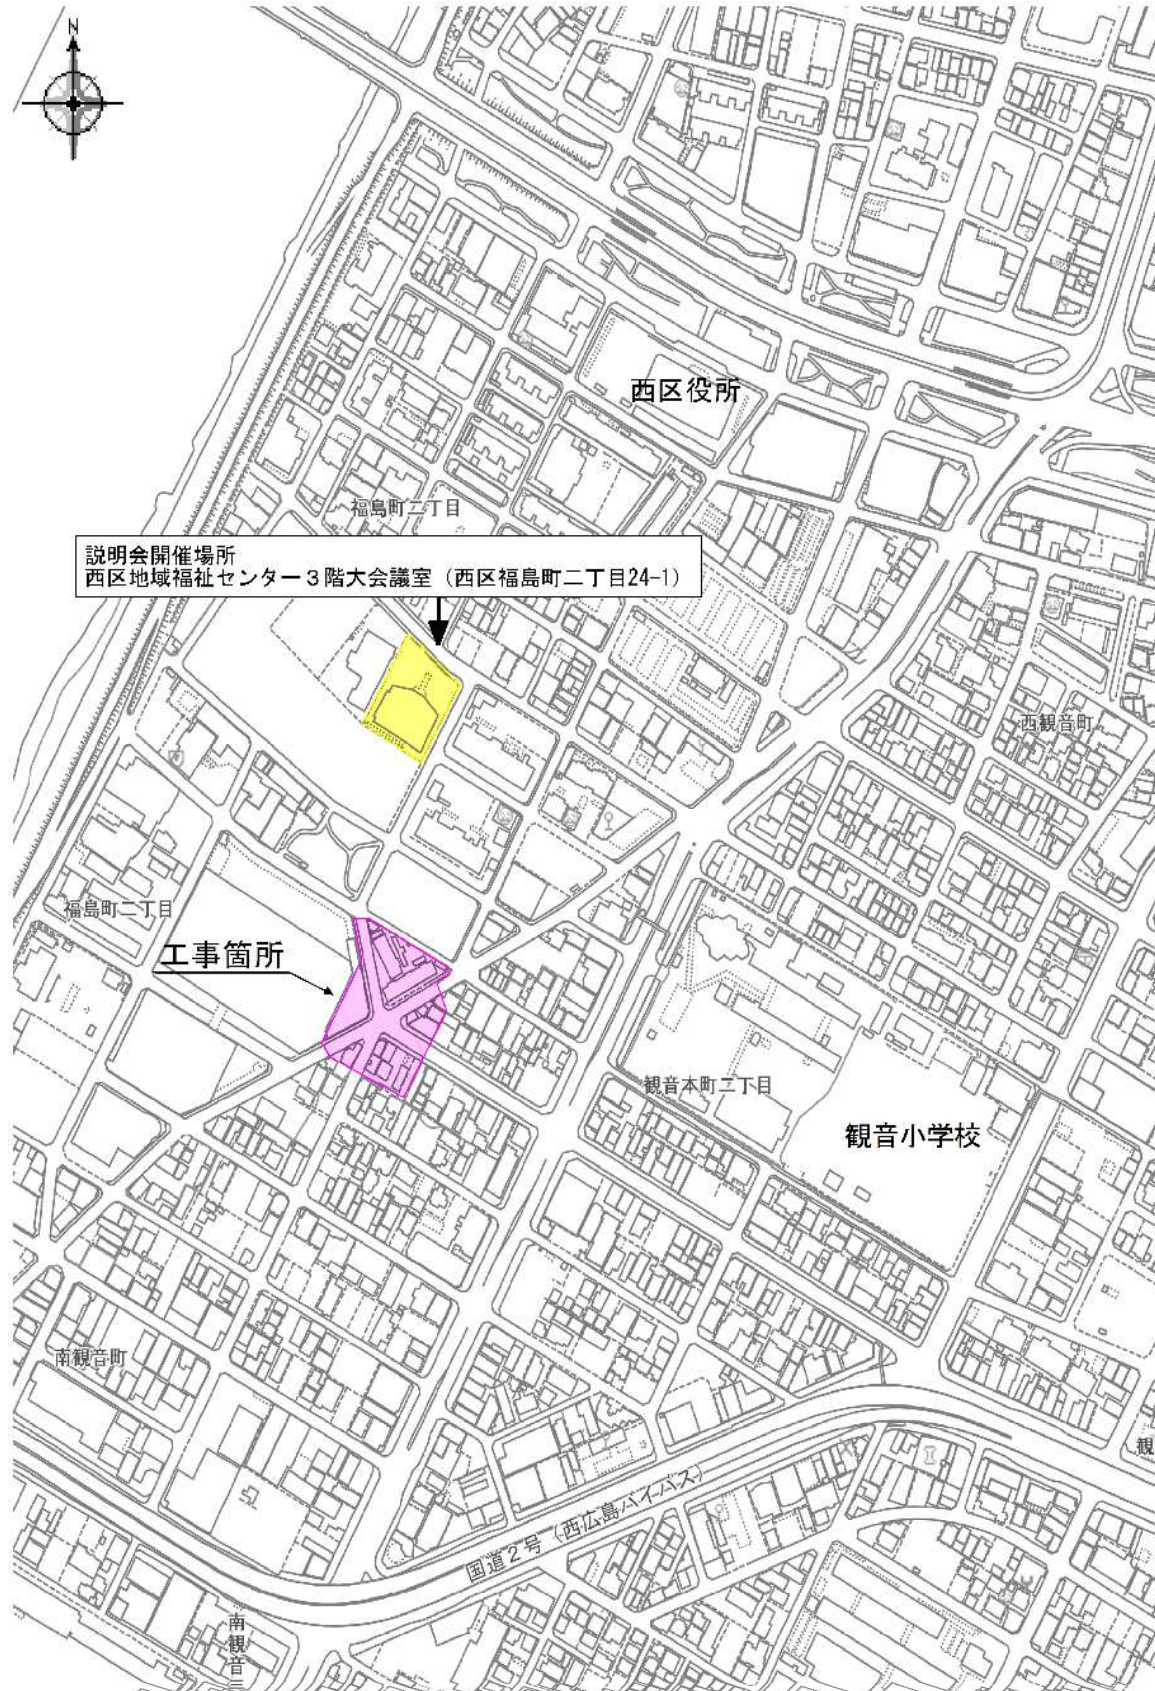 N
西区役所
福島町二丁目
説明会開催場所
西区地域福祉センター３階大会議室（西区福島町二丁目24-1）
西観音町
福島町二丁目
工事箇所
観音本町二丁目
観音小学校
南観音町
観
国道２号（西広島バイパス）
南観音三